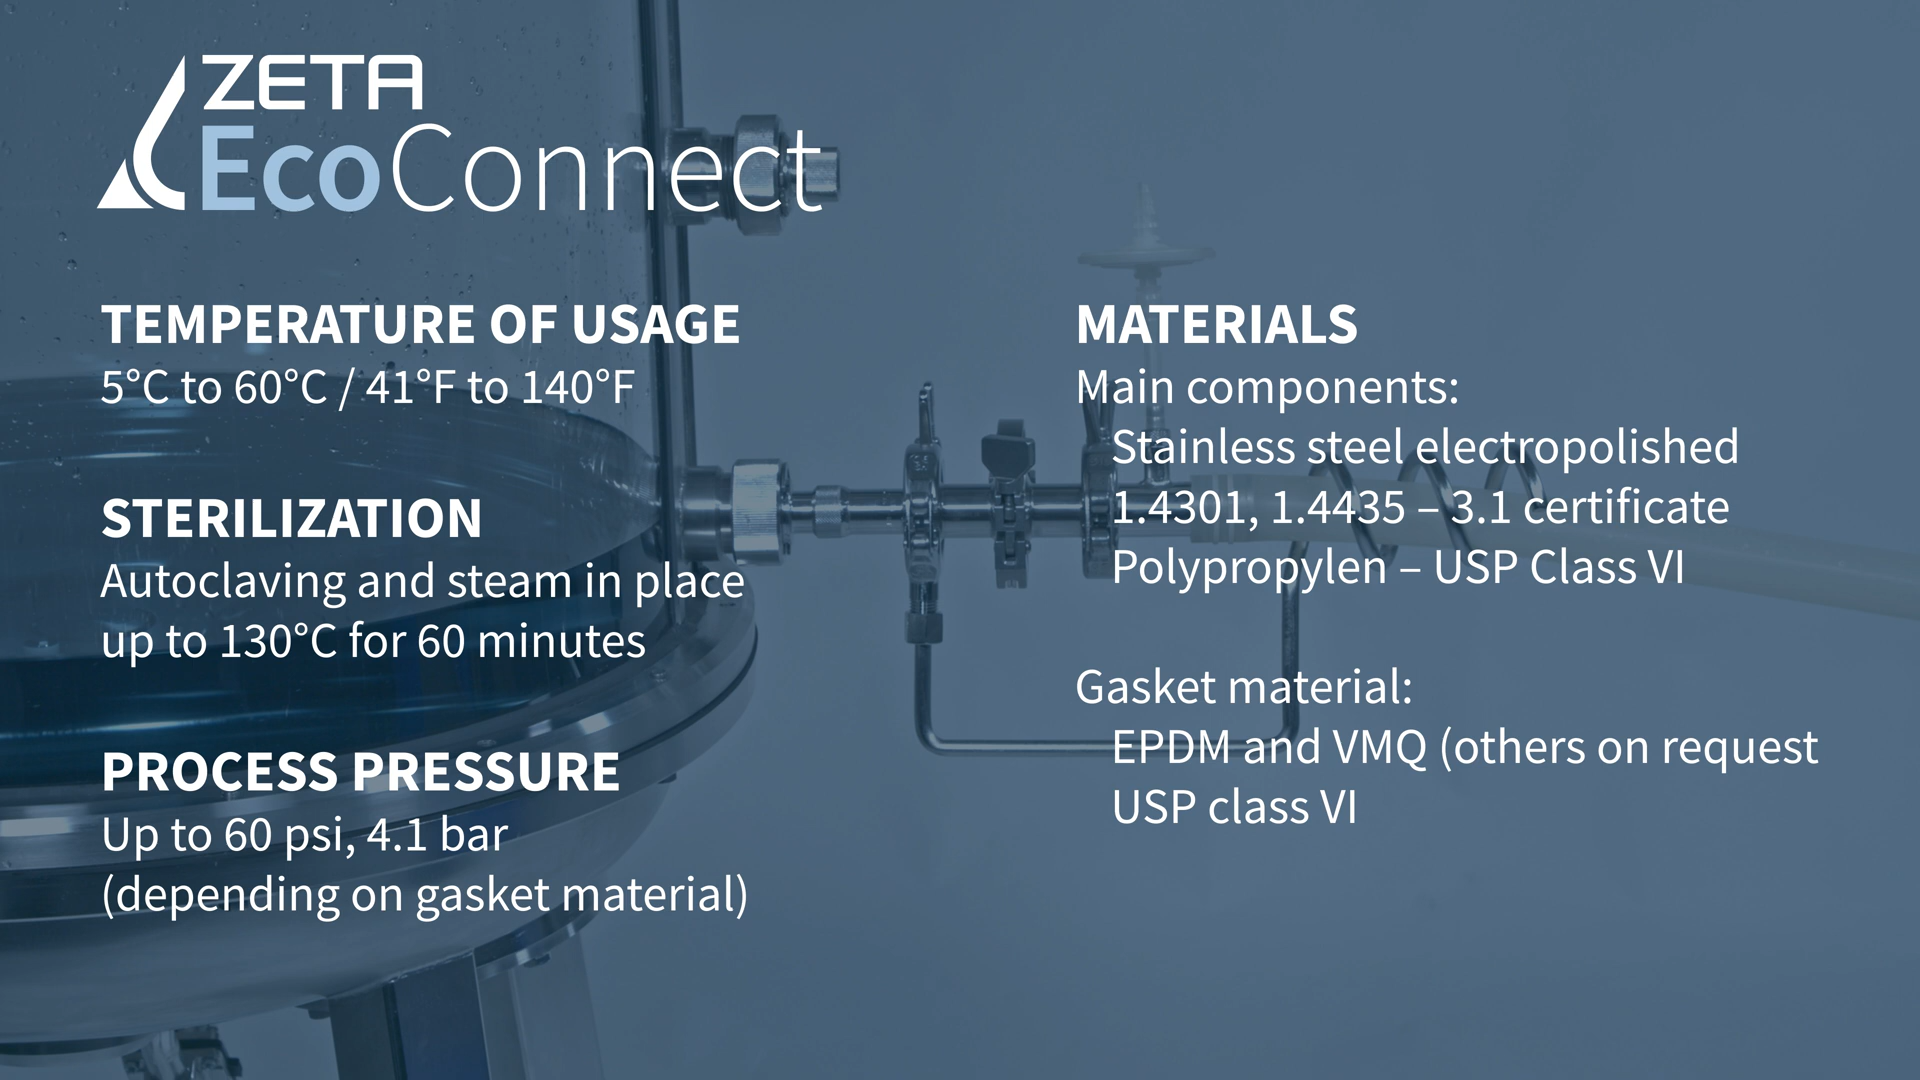 ZETA
EcoConnect
TEMPERATURE OF USAGE
5°C to 60°C / 41°F to 140°F
STERILIZATION
Autoclaving and steam in place
up to 130°C for 60 minutes
PROCESS PRESSURE
Up to 60 psi, 4.1 bar
(depending on gasket material)
MATERIALS
Main components:
Stainless steel electropolished
1.4301, 1.4435 – 3.1 certificate
Polypropylen – USP Class VI
Gasket material:
EPDM and VMQ (others on request
USP class VI